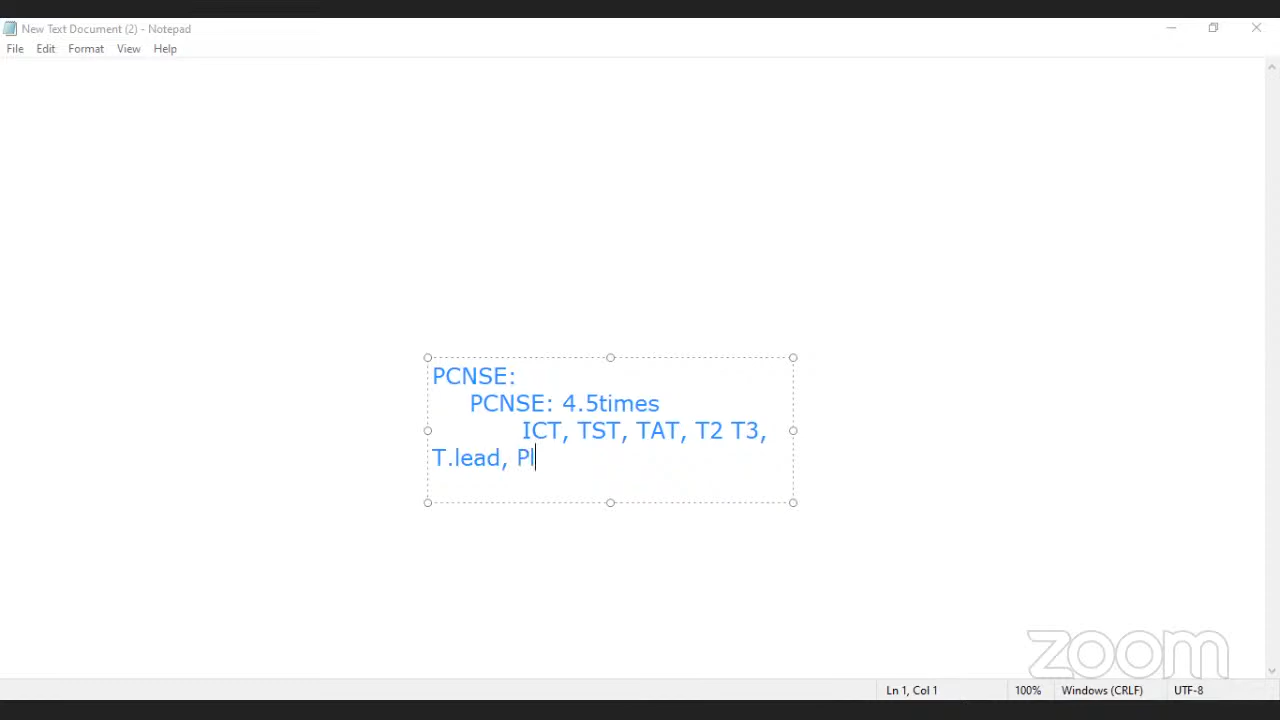 New Text Document (2) - Notepad
File Edit Format View Help
PCNSE:
PCNSE: 4.5times
ICT, TST, TAT, T2 T3,
T.lead, Pl
zoom
Ln 1, Col 1 100% Windows (CRLF) UTF-8